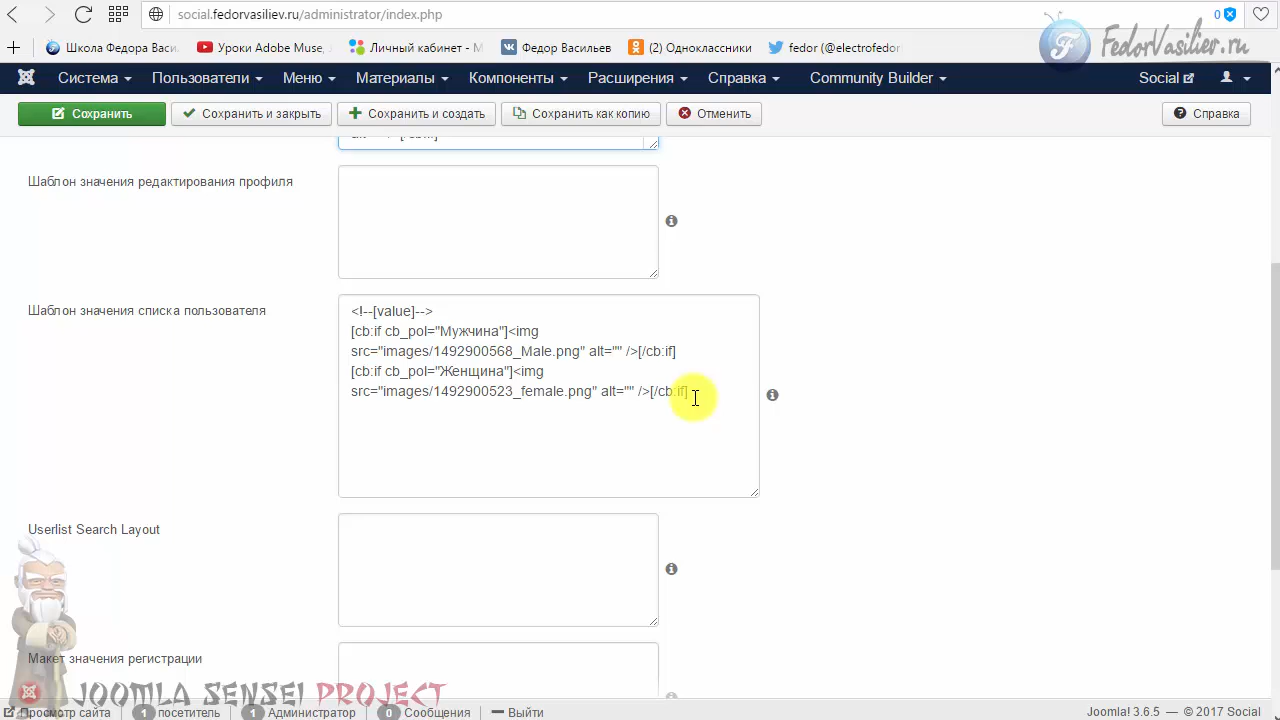 social.fedorvasiliev.ru/administrator/index.php
0
Школа Федора Васи.
Уроки Adobe Muse,
Личный кабинет - М
Федор Васильев
(2) Одноклассники
fedor (@electrofedor
FedorVasiliev.ru
Система
Пользователи
Меню
Материалы
Компоненты
Расширения
Справка
Community Builder
Social
Сохранить
Сохранить и закрыть
Сохранить и создать
Сохранить как копию
Отменить
Справка
Шаблон значения редактирования профиля
Шаблон значения списка пользователя
<!--[value]-->
[cb:if cb_pol="Мужчина"]<img
src="images/1492900568_Male.png" alt="" />[/cb:if]
[cb:if cb_pol="Женщина"]<img
src="images/1492900523_female.png" alt="" />[/cb:if]
Userlist Search Layout
Макет значения регистрации
JOOMLA SENSEI PROJECT
Просмотр сайта
1 посетитель
1 Администратор
0 Сообщения
Выйти
Joomla! 3.6.5 — © 2017 Social